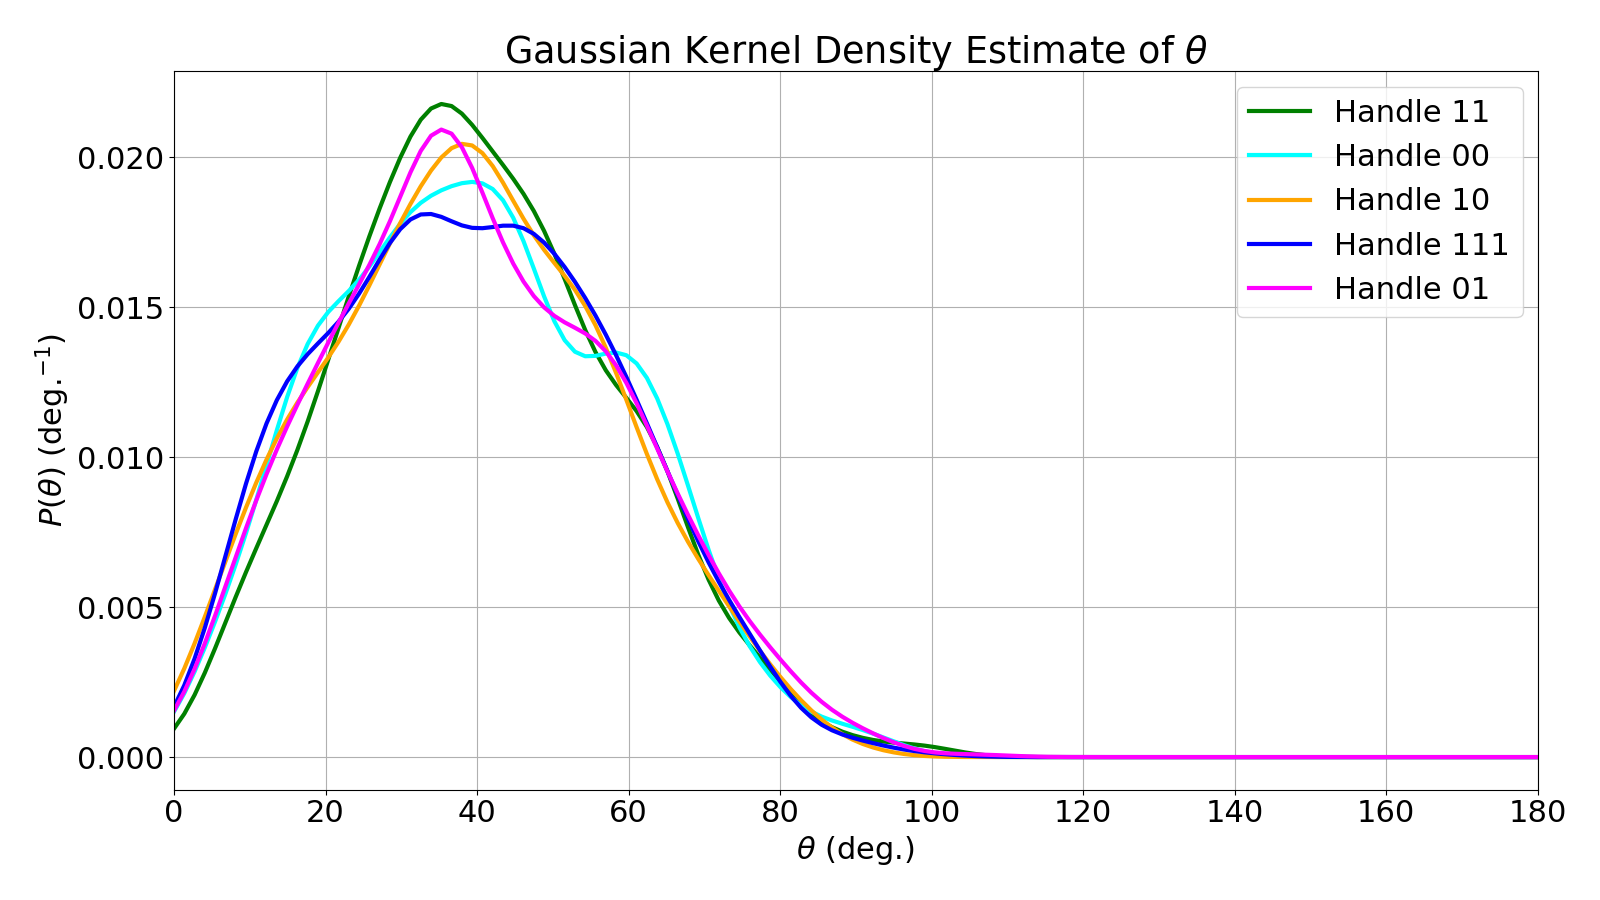 Gaussian Kernel Density Estimate of θ
Handle 11
Handle 00
Handle 10
Handle 111
Handle 01
P(θ) (deg.⁻¹)
0.020
0.015
0.010
0.005
0.000
0 20 40 60 80 100 120 140 160 180
θ (deg.)